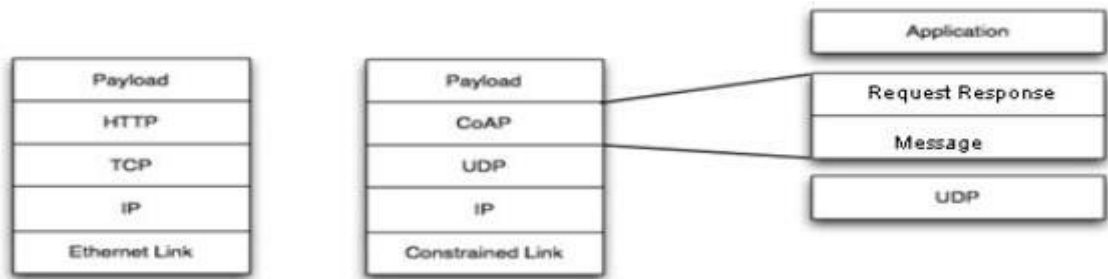 Payload
HTTP
TCP
IP
Ethernet Link
Payload
CoAP
UDP
IP
Constrained Link
Application
Request Response
Message
UDP